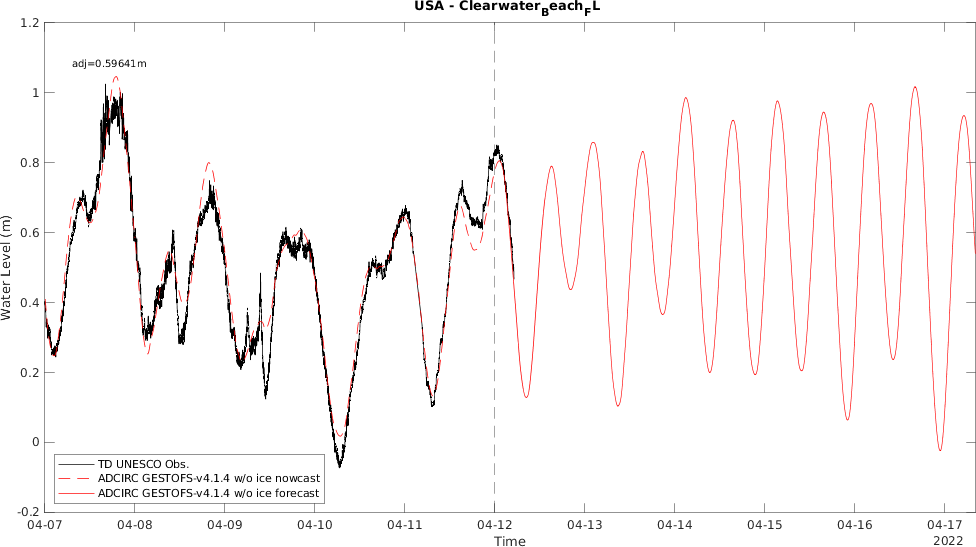 USA - ClearwaterBeachFL
adj=0.59641m
Water Level (m)
1.2
1
0.8
0.6
0.4
0.2
0
-0.2
TD UNESCO Obs.
ADCIRC GESTOFS-v4.1.4 w/o ice nowcast
ADCIRC GESTOFS-v4.1.4 w/o ice forecast
04-07 04-08 04-09 04-10 04-11 04-12 04-13 04-14 04-15 04-16 04-17
Time
2022